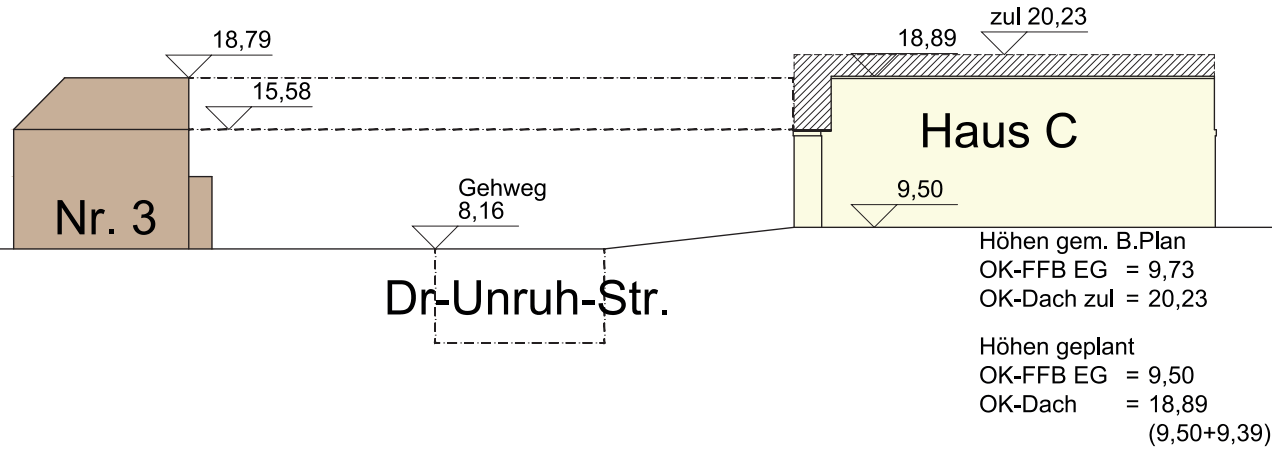 zul 20,23
18,79
18,89
15,58
Haus C
Gehweg
8,16
9,50
Nr. 3
Dr-Unruh-Str.
Höhen gem. B.Plan
OK-FFB EG = 9,73
OK-Dach zul = 20,23
Höhen geplant
OK-FFB EG = 9,50
OK-Dach = 18,89
(9,50+9,39)